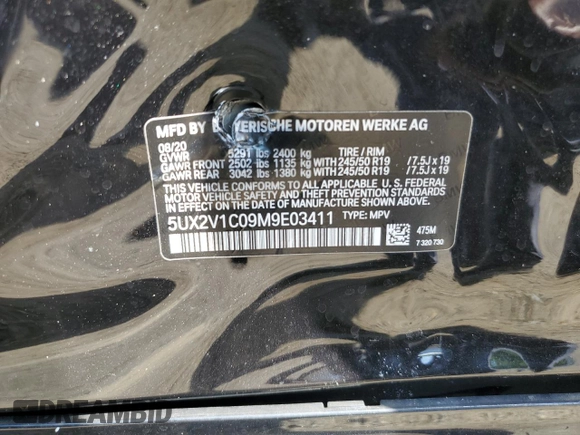 MFD BY B YERISCHE MOTOREN WERKE AG
08/20
GVWR 5291 lbs 2400 kg TIRE / RIM
GAWR FRONT 2502 lbs 1135 kg WITH 245/50 R19 / 7.5J x 19
GAWR REAR 3042 lbs 1380 kg WITH 245/50 R19 / 7.5J x 19
THIS VEHICLE CONFORMS TO ALL APPLICABLE U. S. FEDERAL
MOTOR VEHICLE SAFETY, BUMPER, AND THEFT PREVENTION
STANDARDS IN EFFECT ON THE DATE OF MANUFACTURE SHOWN ABOVE.
5UX2V1C09M9E03411 TYPE: MPV
475M
7 320 730
DREAMBID